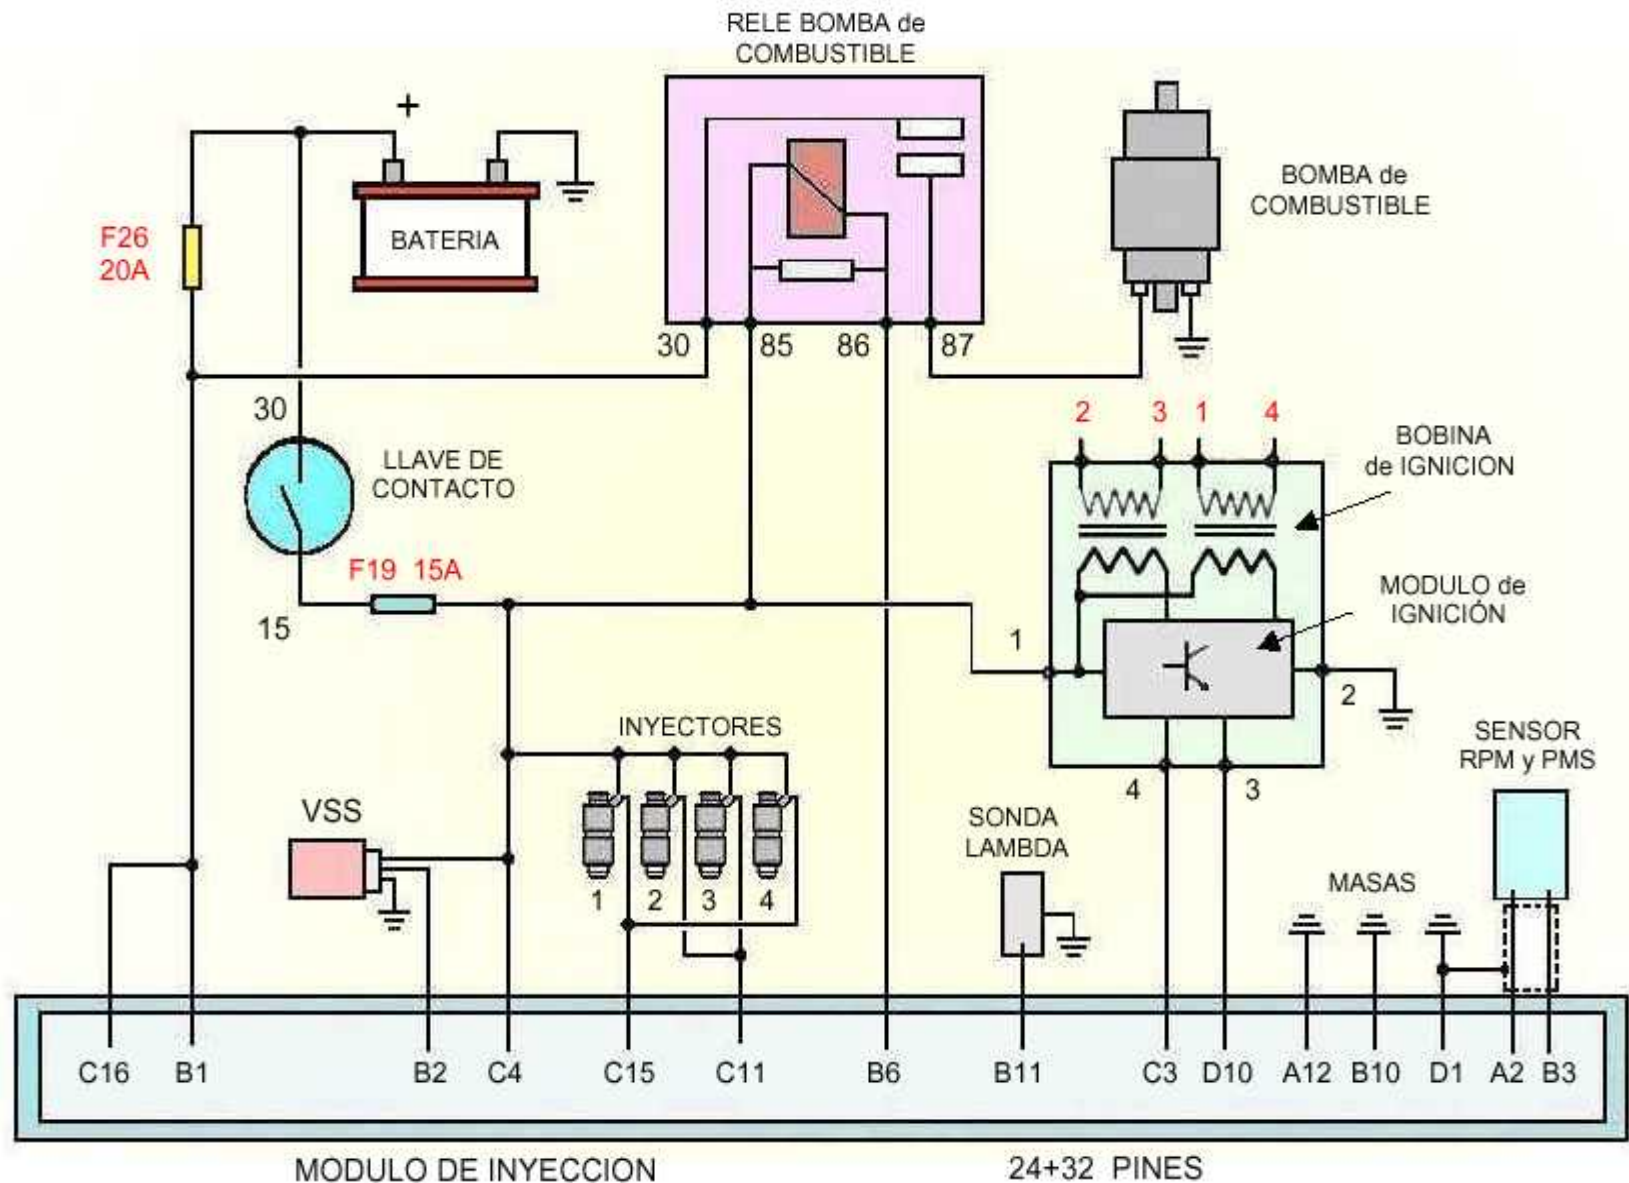 RELE BOMBA de
COMBUSTIBLE
+
BATERIA
F26
20A
BOMBA de
COMBUSTIBLE
30
85
86
87
30
LLAVE DE
CONTACTO
F19 15A
15
2
3
1
4
BOBINA
de IGNICION
MODULO de
IGNICIÓN
1
2
4
3
INYECTORES
1
2
3
4
VSS
SONDA
LAMBDA
SENSOR
RPM y PMS
MASAS
C16
B1
B2
C4
C15
C11
B6
B11
C3
D10
A12
B10
D1
A2
B3
MODULO DE INYECCION
24+32 PINES